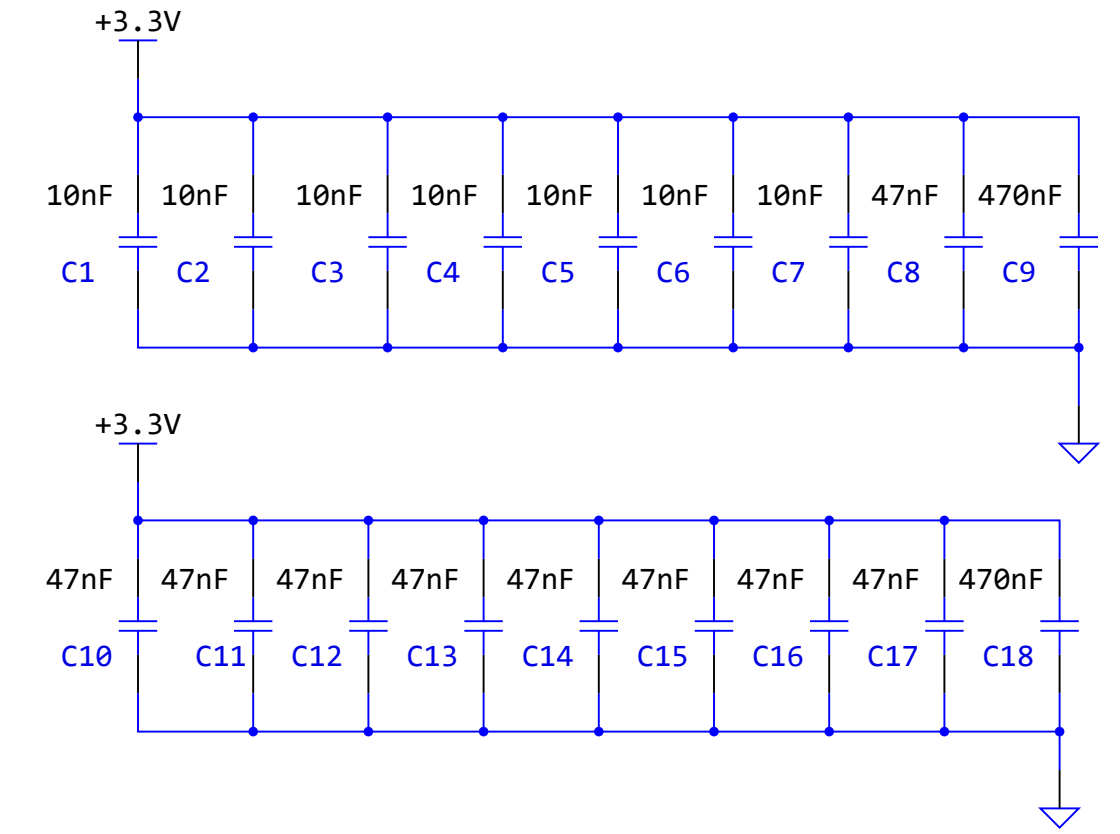 +3.3V
10nF 10nF 10nF 10nF 10nF 10nF 10nF 47nF 470nF
C1 C2 C3 C4 C5 C6 C7 C8 C9
+3.3V
47nF 47nF 47nF 47nF 47nF 47nF 47nF 47nF 470nF
C10 C11 C12 C13 C14 C15 C16 C17 C18